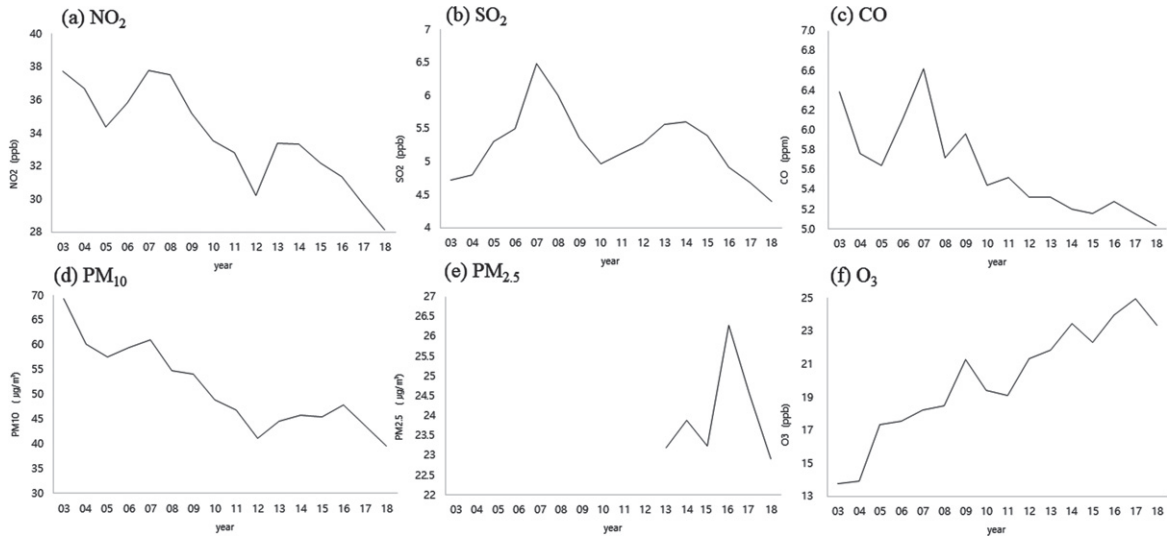 (a) NO₂
40
38
36
34
32
30
28
NO2 (ppb)
03 04 05 06 07 08 09 10 11 12 13 14 15 16 17 18
year
(b) SO₂
7
6.5
6
5.5
5
4.5
4
SO2 (ppb)
03 04 05 06 07 08 09 10 11 12 13 14 15 16 17 18
year
(c) CO
7.0
6.6
6.4
6.0
5.8
5.6
5.4
5.2
5.1
5.0
CO (ppm)
03 04 05 06 07 08 09 10 11 12 13 14 15 16 17 18
year
(d) PM₁₀
70
65
60
55
50
45
40
35
30
PM10 (μg/m³)
03 04 05 06 07 08 09 10 11 12 13 14 15 16 17 18
year
(e) PM₂.₅
27
26
26.5
25.5
25
24.5
24
23.5
23
22.5
22
PM2.5 (μg/m³)
03 04 05 06 07 08 09 10 11 12 13 14 15 16 17 18
year
(f) O₃
25
23
21
19
17
15
13
O3 (ppb)
03 04 05 06 07 08 09 10 11 12 13 14 15 16 17 18
year